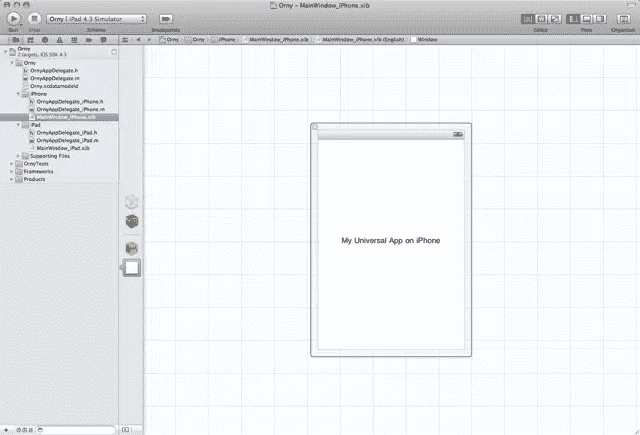 Orny – MainWindow_iPhone.xib
Orny | iPad 4.3 Simulator
Run Stop Scheme Breakpoints Editor View Organizer
Orny Orny iPhone MainWindow_iPhone.xib MainWindow_iPhone.xib (English) Window
Orny
2 targets, iOS SDK 4.3
Orny
OrnyAppDelegate.h
OrnyAppDelegate.m
Orny.xcdatamodeld
iPhone
OrnyAppDelegate_iPhone.h
OrnyAppDelegate_iPhone.m
MainWindow_iPhone.xib
iPad
OrnyAppDelegate_iPad.h
OrnyAppDelegate_iPad.m
MainWindow_iPad.xib
Supporting Files
OrnyTests
Frameworks
Products
My Universal App on iPhone